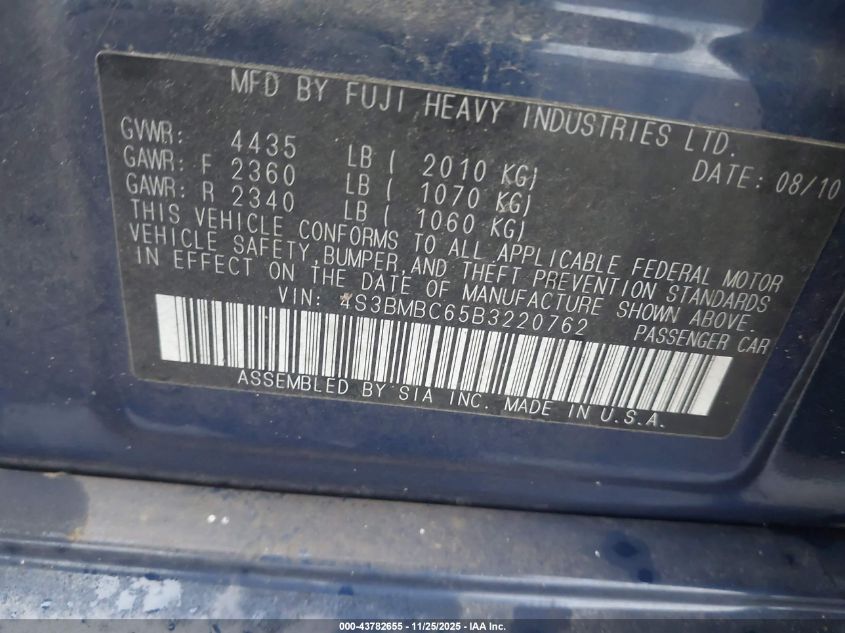 MFD BY FUJI HEAVY INDUSTRIES LTD.
DATE: 08/10
GVWR: 4435 LB ( 2010 KG)
GAWR: F 2360 LB ( 1070 KG)
GAWR: R 2340 LB ( 1060 KG)
THIS VEHICLE CONFORMS TO ALL APPLICABLE FEDERAL MOTOR
VEHICLE SAFETY, BUMPER, AND THEFT PREVENTION STANDARDS
IN EFFECT ON THE DATE OF MANUFACTURE SHOWN ABOVE.
VIN: 4S3BMBC65B3220762 PASSENGER CAR
ASSEMBLED BY SIA INC. MADE IN U.S.A.
000-43782655 - 11/25/2025 - IAA Inc.